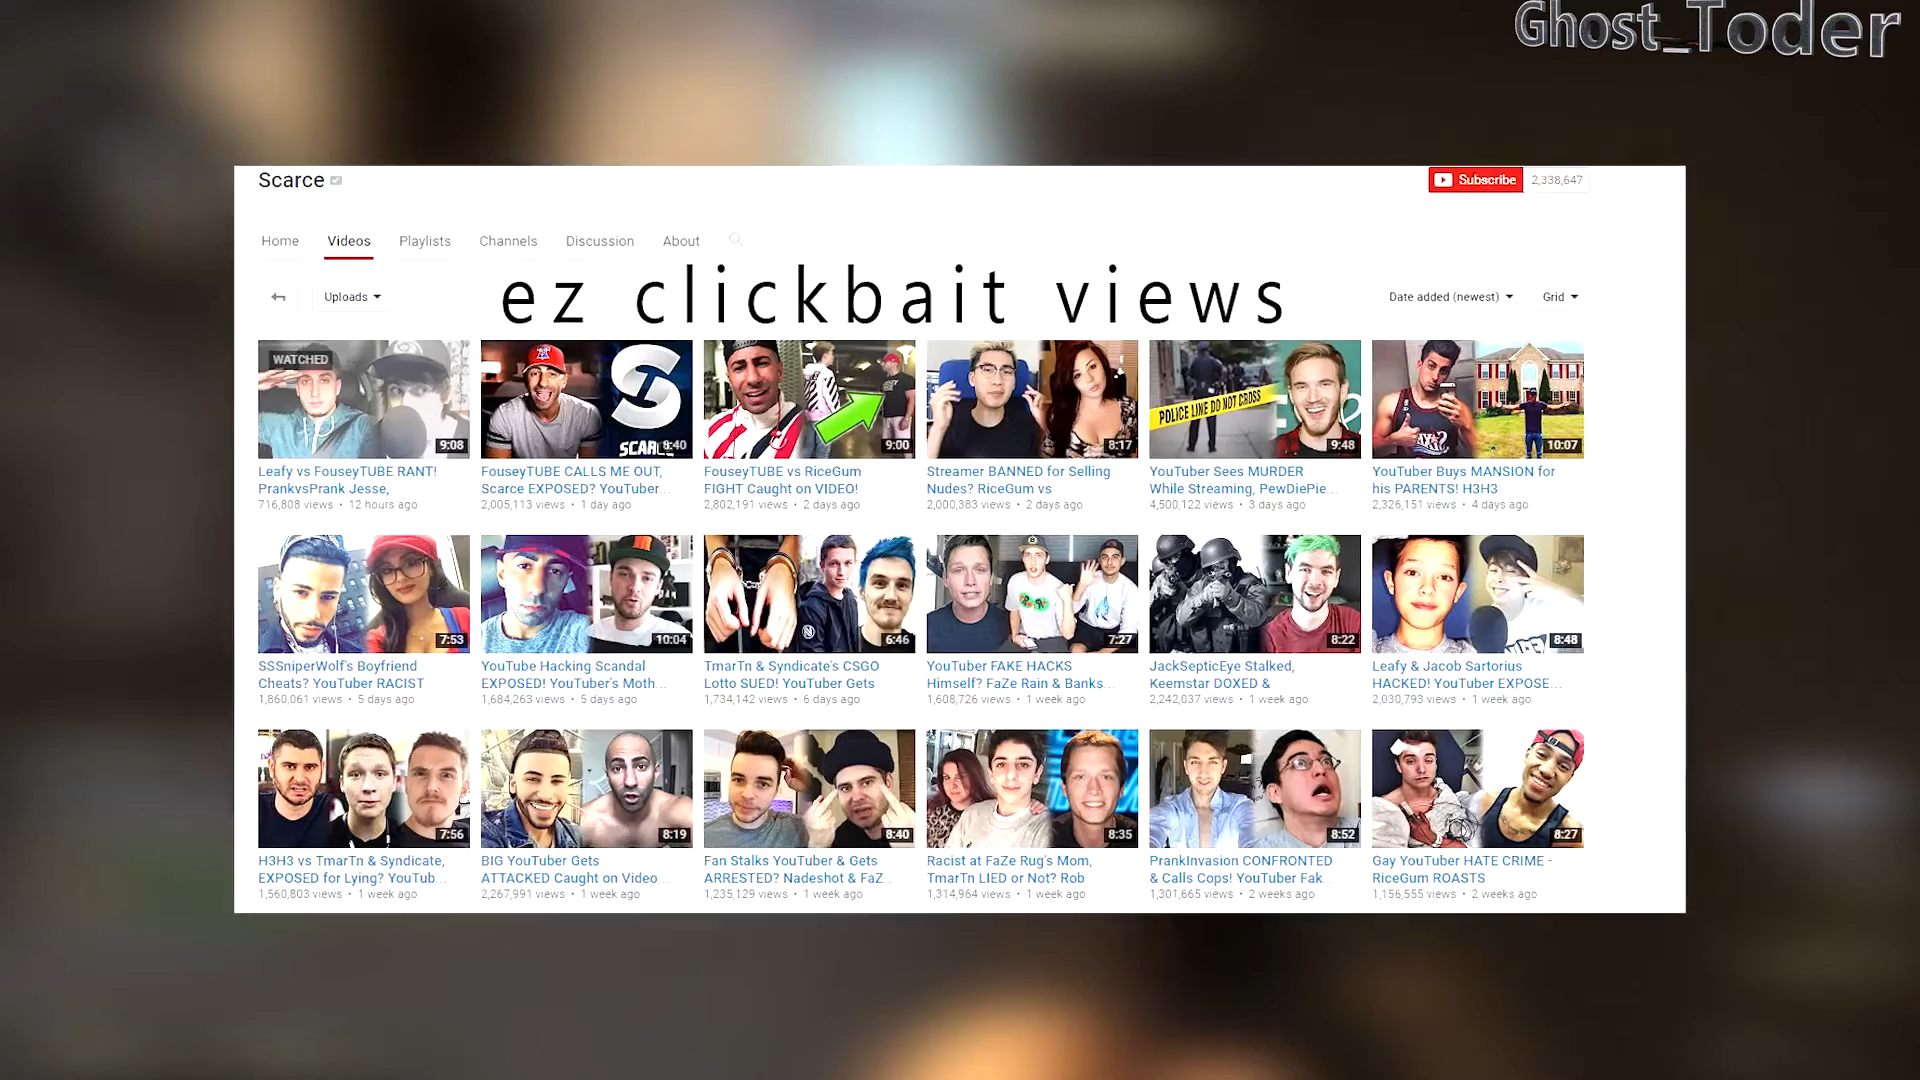 Ghost_Toder
Scarce
Subscribe 2,338,647
Home Videos Playlists Channels Discussion About
ez clickbait views
Uploads
Date added (newest) Grid
WATCHED
9:08
SCARCE 8:40
9:00
8:17
POLICE LINE DO NOT CROSS
9:48
10:07
Leafy vs FouseyTUBE RANT!
PrankvsPrank Jesse,
716,808 views • 12 hours ago
FouseyTUBE CALLS ME OUT,
Scarce EXPOSED? YouTuber...
2,005,113 views • 1 day ago
FouseyTUBE vs RiceGum
FIGHT Caught on VIDEO!
2,802,191 views • 2 days ago
Streamer BANNED for Selling
Nudes? RiceGum vs
2,000,383 views • 2 days ago
YouTuber Sees MURDER
While Streaming, PewDiePie...
4,500,122 views • 3 days ago
YouTuber Buys MANSION for
his PARENTS! H3H3
2,326,151 views • 4 days ago
7:53
10:04
6:46
7:27
8:22
8:48
SSSniperWolf's Boyfriend
Cheats? YouTuber RACIST
1,860,061 views • 5 days ago
YouTube Hacking Scandal
EXPOSED! YouTuber's Moth...
1,684,263 views • 5 days ago
TmarTn & Syndicate's CSGO
Lotto SUED! YouTuber Gets
1,734,142 views • 6 days ago
YouTuber FAKE HACKS
Himself? FaZe Rain & Banks...
1,608,726 views • 1 week ago
JackSepticEye Stalked,
Keemstar DOXED &
2,242,037 views • 1 week ago
Leafy & Jacob Sartorius
HACKED! YouTuber EXPOSE...
2,030,793 views • 1 week ago
7:56
8:19
8:40
8:35
8:52
8:27
H3H3 vs TmarTn & Syndicate,
EXPOSED for Lying? YouTub...
1,560,803 views • 1 week ago
BIG YouTuber Gets
ATTACKED Caught on Video...
2,267,991 views • 1 week ago
Fan Stalks YouTuber & Gets
ARRESTED? Nadeshot & FaZ...
1,235,129 views • 1 week ago
Racist at FaZe Rug's Mom,
TmarTn LIED or Not? Rob
1,314,964 views • 1 week ago
PrankInvasion CONFRONTED
& Calls Cops! YouTuber Fak...
1,301,665 views • 2 weeks ago
Gay YouTuber HATE CRIME -
RiceGum ROASTS
1,156,555 views • 2 weeks ago